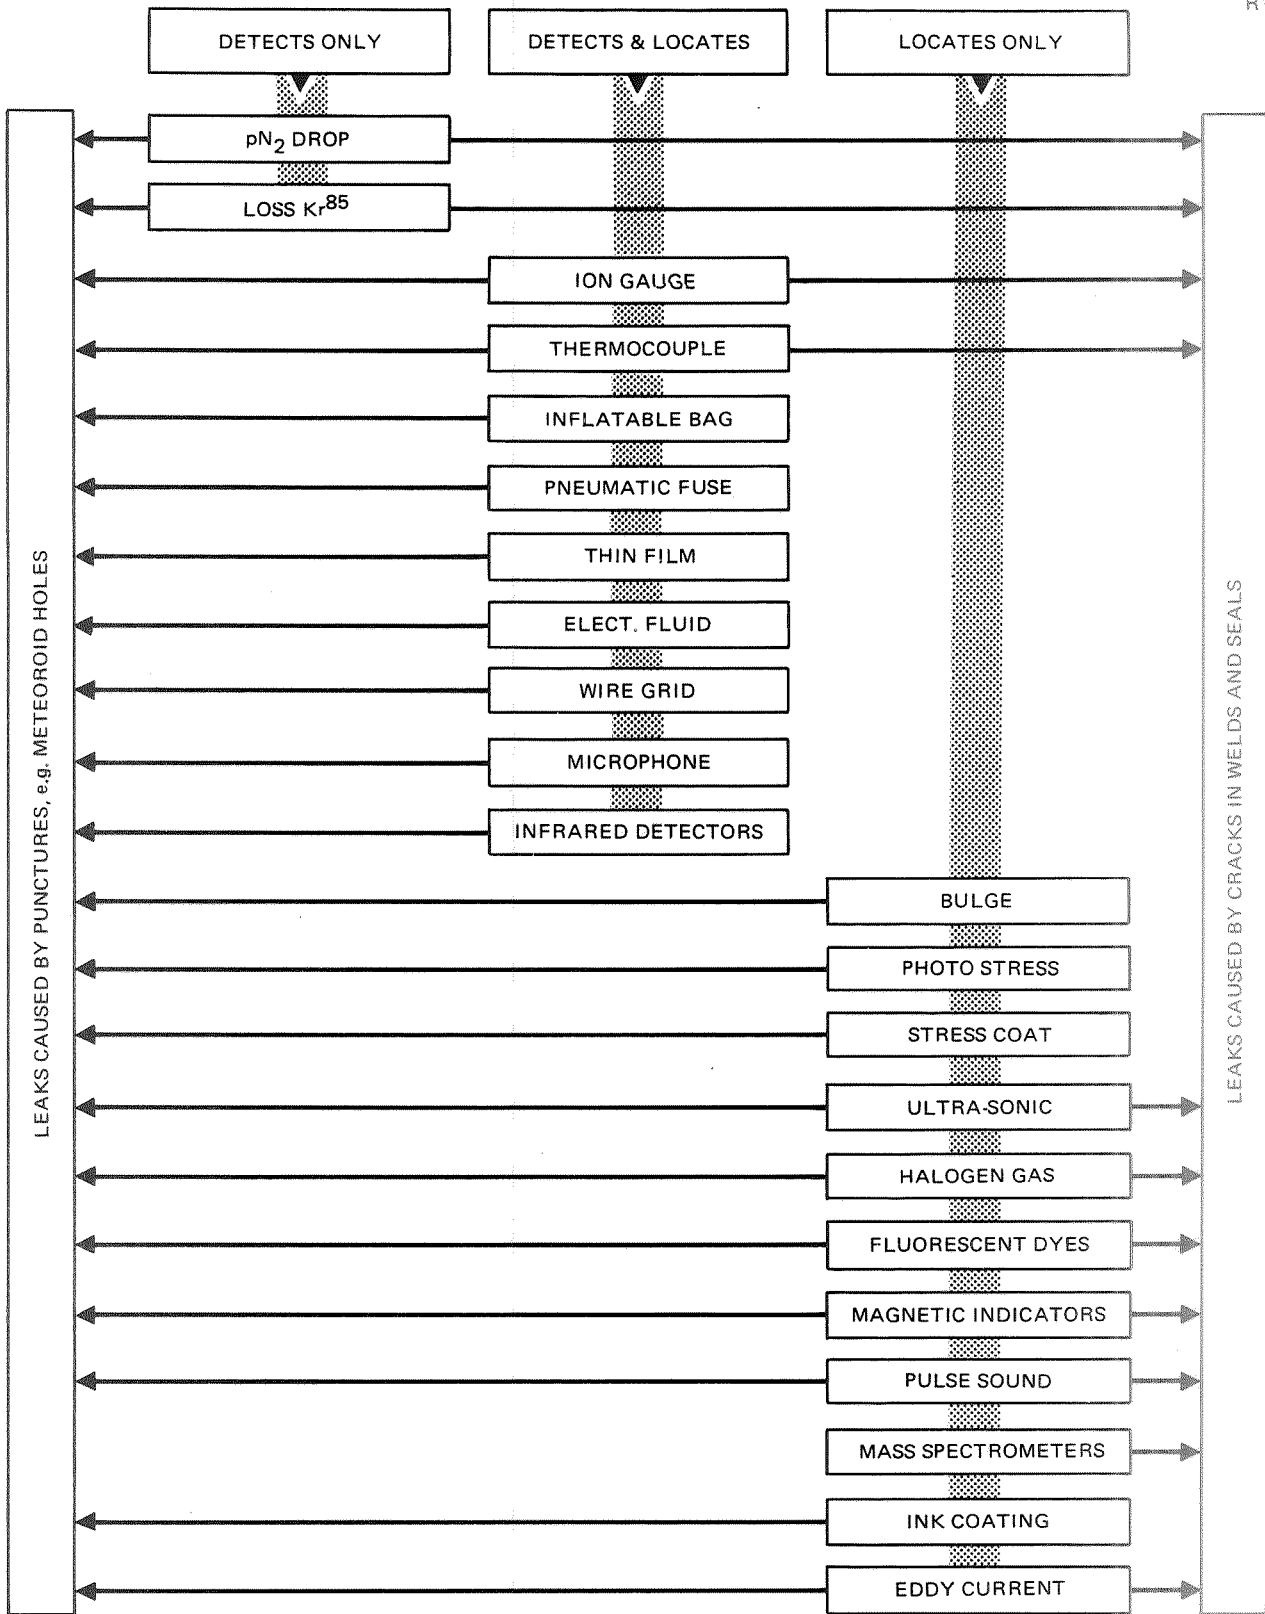 DETECTS ONLY
DETECTS & LOCATES
LOCATES ONLY
pN₂ DROP
LOSS Kr⁸⁵
ION GAUGE
THERMOCOUPLE
INFLATABLE BAG
PNEUMATIC FUSE
THIN FILM
ELECT. FLUID
WIRE GRID
MICROPHONE
INFRARED DETECTORS
BULGE
PHOTO STRESS
STRESS COAT
ULTRA-SONIC
HALOGEN GAS
FLUORESCENT DYES
MAGNETIC INDICATORS
PULSE SOUND
MASS SPECTROMETERS
INK COATING
EDDY CURRENT
LEAKS CAUSED BY PUNCTURES, e.g. METEOROID HOLES
LEAKS CAUSED BY CRACKS IN WELDS AND SEALS